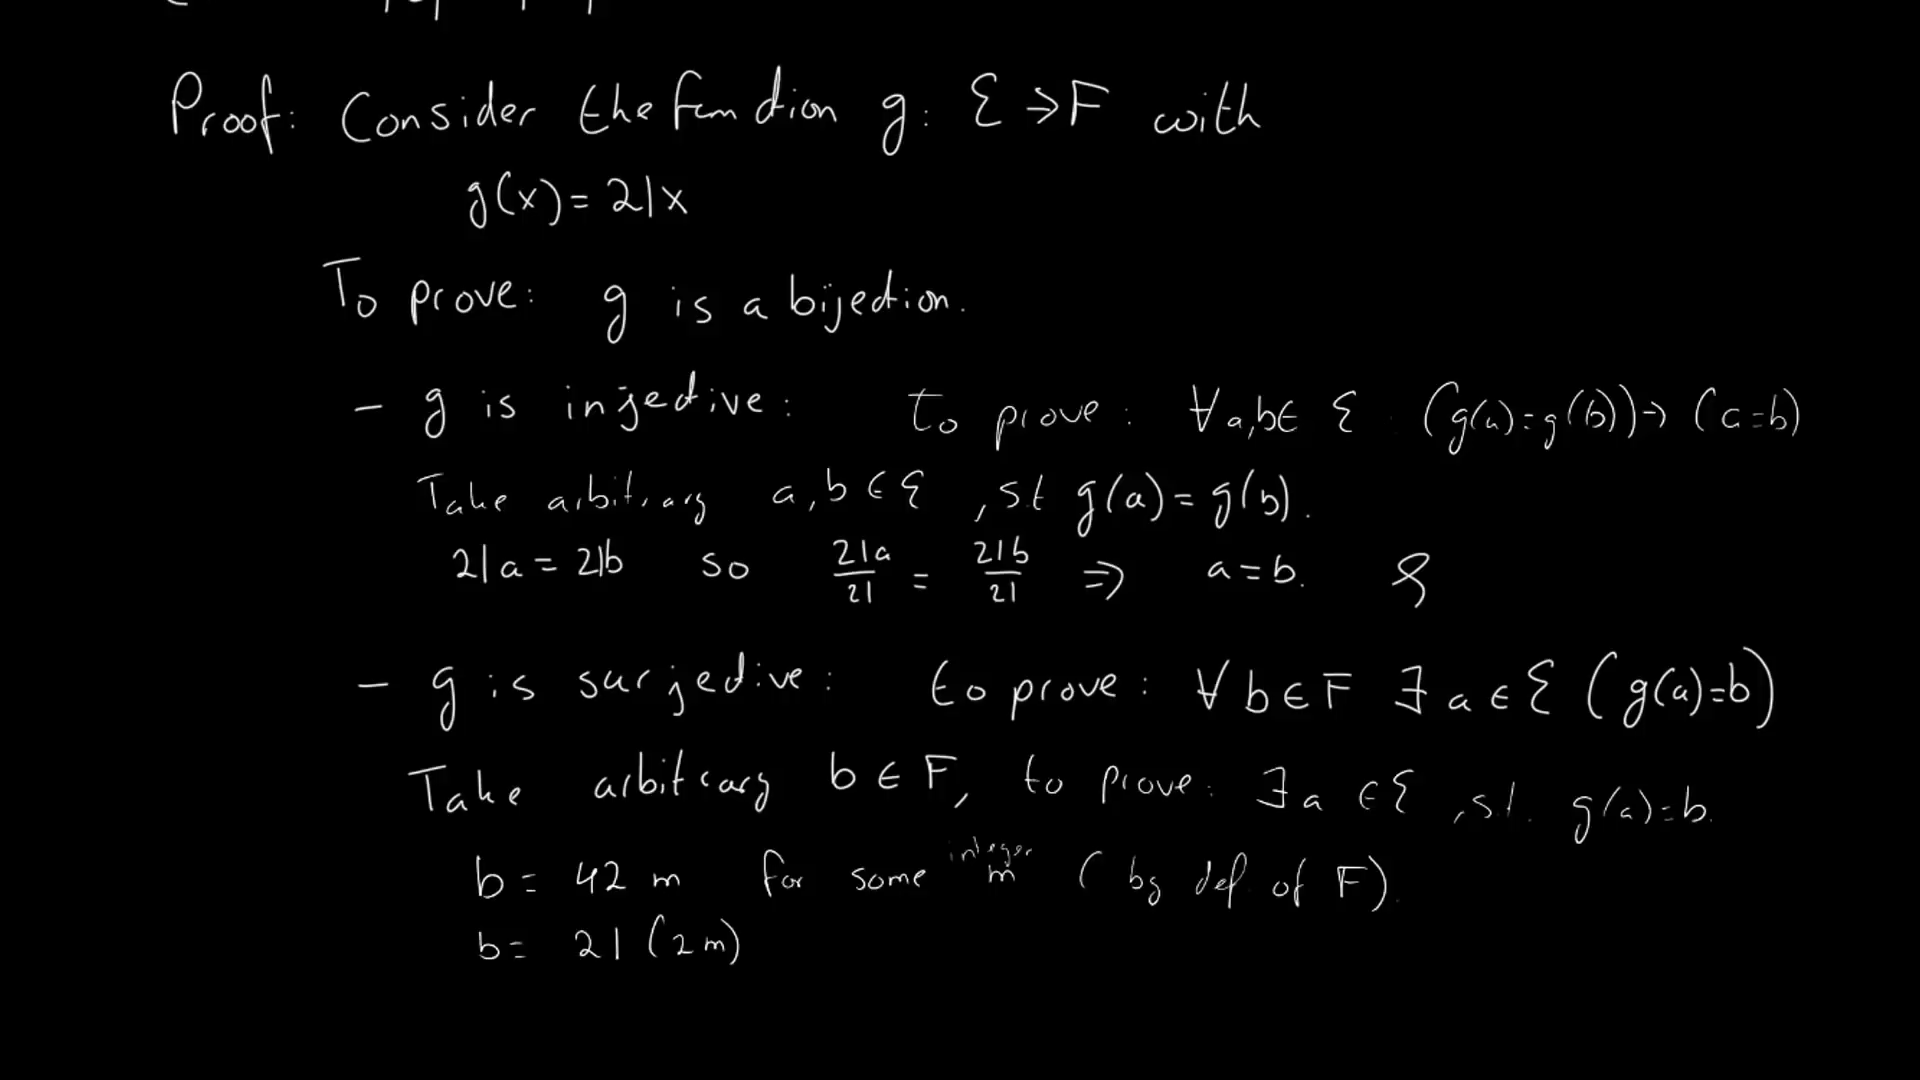 Proof: Consider the function g: E → F with
g(x) = 21x
To prove: g is a bijection.
- g is injective: to prove: ∀a,b∈ E (g(a)=g(b)) → (a=b)
Take arbitrary a,b ∈ E , st g(a) = g(b).
21a = 21b so 21a/21 = 21b/21 ⇒ a=b.
- g is surjective: to prove: ∀ b ∈ F ∃ a ∈ E (g(a)=b)
Take arbitrary b ∈ F, to prove: ∃ a ∈ E , st. g(a)=b.
b = 42 m for some integer m (by def. of F).
b = 21 (2m)